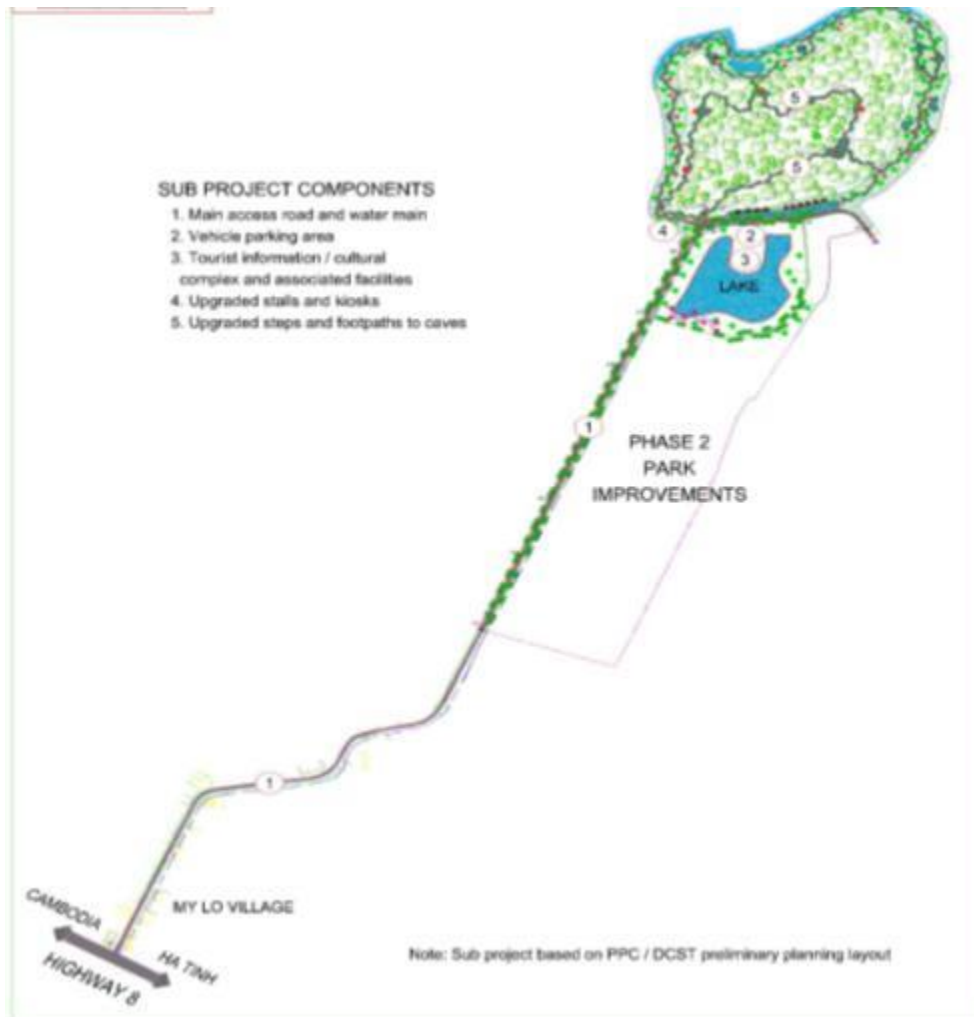 SUB PROJECT COMPONENTS
1. Main access road and water main
2. Vehicle parking area
3. Tourist information / cultural
complex and associated facilities
4. Upgraded stalls and kiosks
5. Upgraded steps and footpaths to caves
5
5
4
2
3
LAKE
1
PHASE 2
PARK
IMPROVEMENTS
1
MY LO VILLAGE
CAMBODIA
HA TINH
HIGHWAY 8
Note: Sub project based on PPC / DCST preliminary planning layout